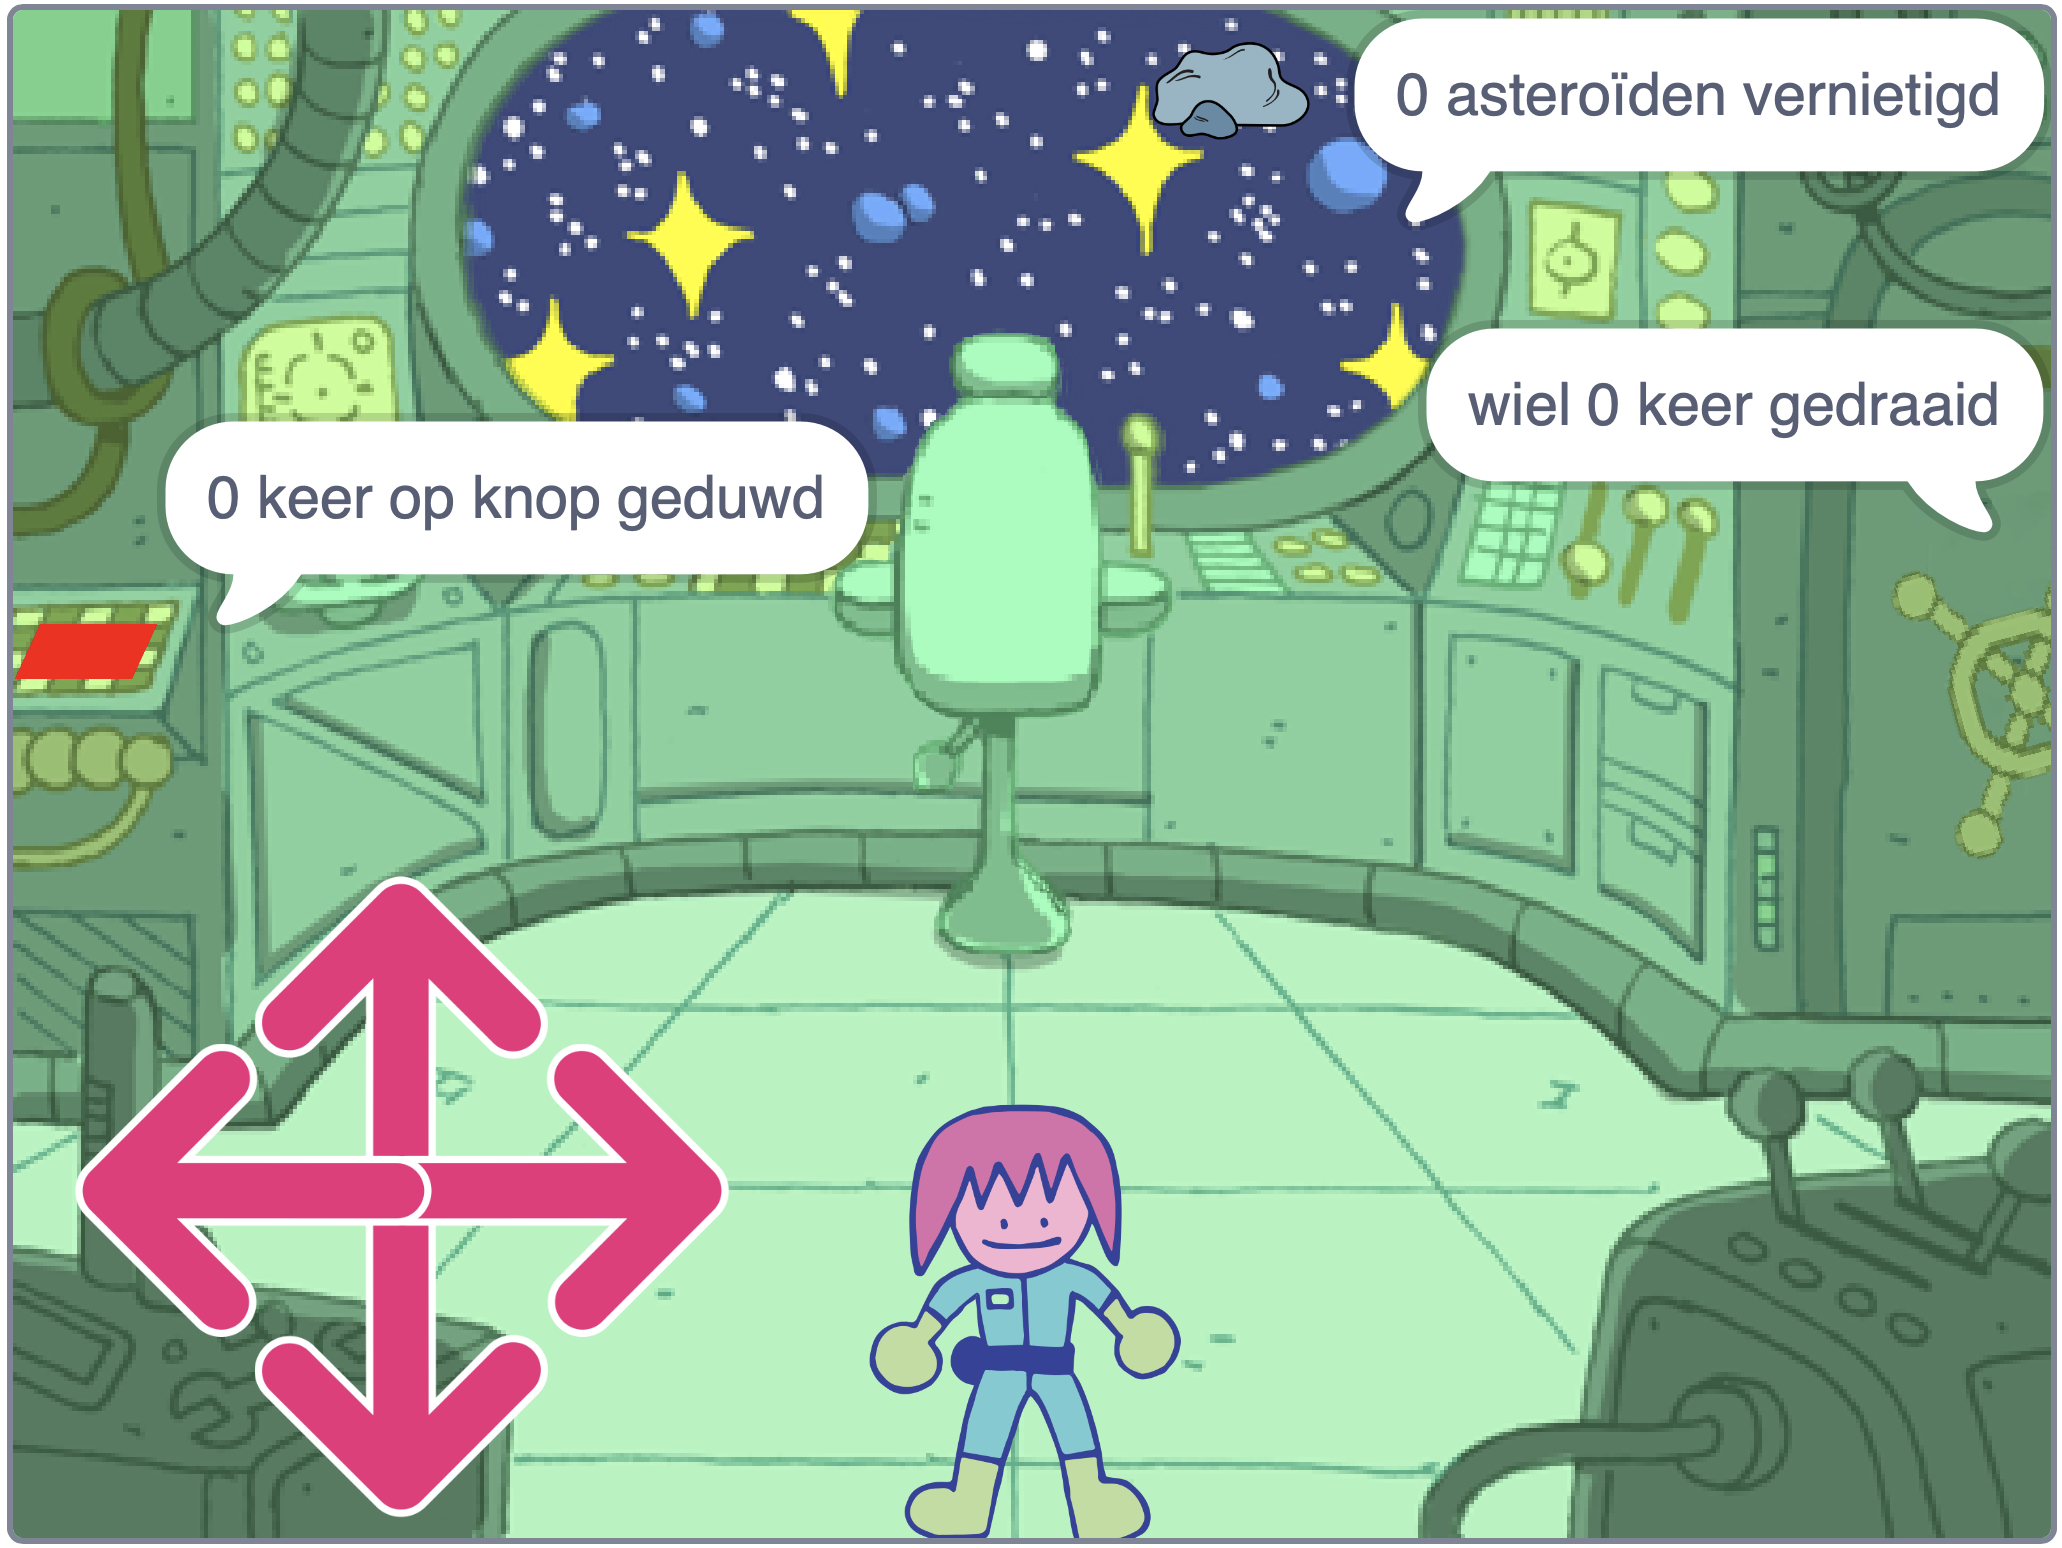 0 asteroïden vernietigd
wiel 0 keer gedraaid
0 keer op knop geduwd